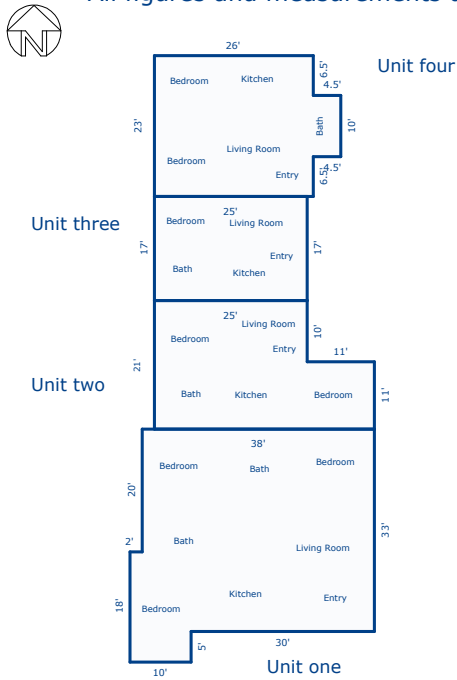 All figures and measurements
N
26'
6.5'
Unit four
Bedroom
Kitchen
4.5'
23'
Bath
10'
Living Room
Bedroom
4.5'
Entry
6.5'
25'
Unit three
Bedroom
Living Room
17'
17'
Entry
Bath
Kitchen
25'
Living Room
10'
Bedroom
Entry
11'
21'
Unit two
Bath
Kitchen
Bedroom
11'
38'
Bedroom
Bath
Bedroom
20'
33'
2'
Bath
Living Room
18'
Kitchen
Bedroom
Entry
5'
30'
10'
Unit one